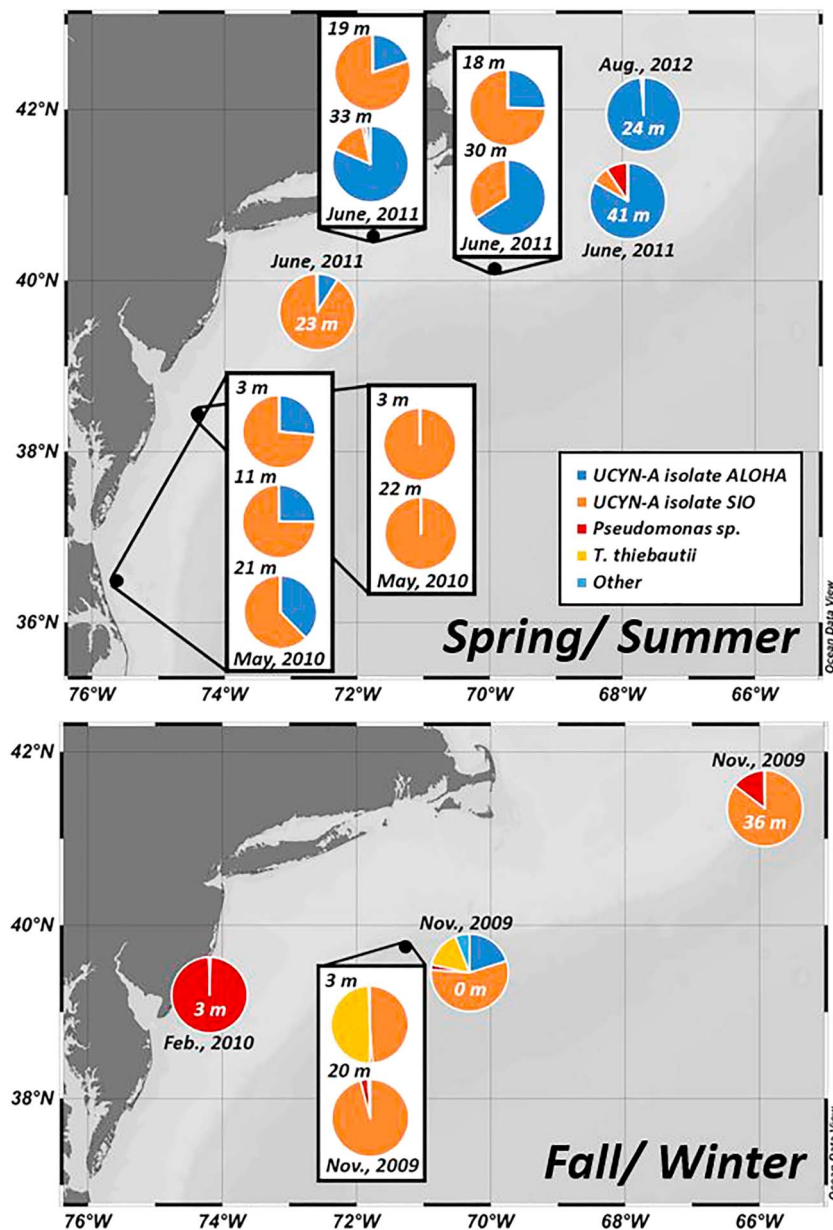 19 m
33 m
June, 2011
18 m
30 m
June, 2011
Aug., 2012
24 m
41 m
June, 2011
June, 2011
23 m
3 m
11 m
21 m
May, 2010
3 m
22 m
May, 2010
UCYN-A isolate ALOHA
UCYN-A isolate SIO
Pseudomonas sp.
T. thiebautii
Other
Spring/ Summer
Ocean Data View
42°N
40°N
38°N
36°N
76°W 74°W 72°W 70°W 68°W 66°W
Nov., 2009
36 m
Nov., 2009
0 m
3 m
Feb., 2010
3 m
20 m
Nov., 2009
Fall/ Winter
Ocean Data View
42°N
40°N
38°N
76°W 74°W 72°W 70°W 68°W 66°W